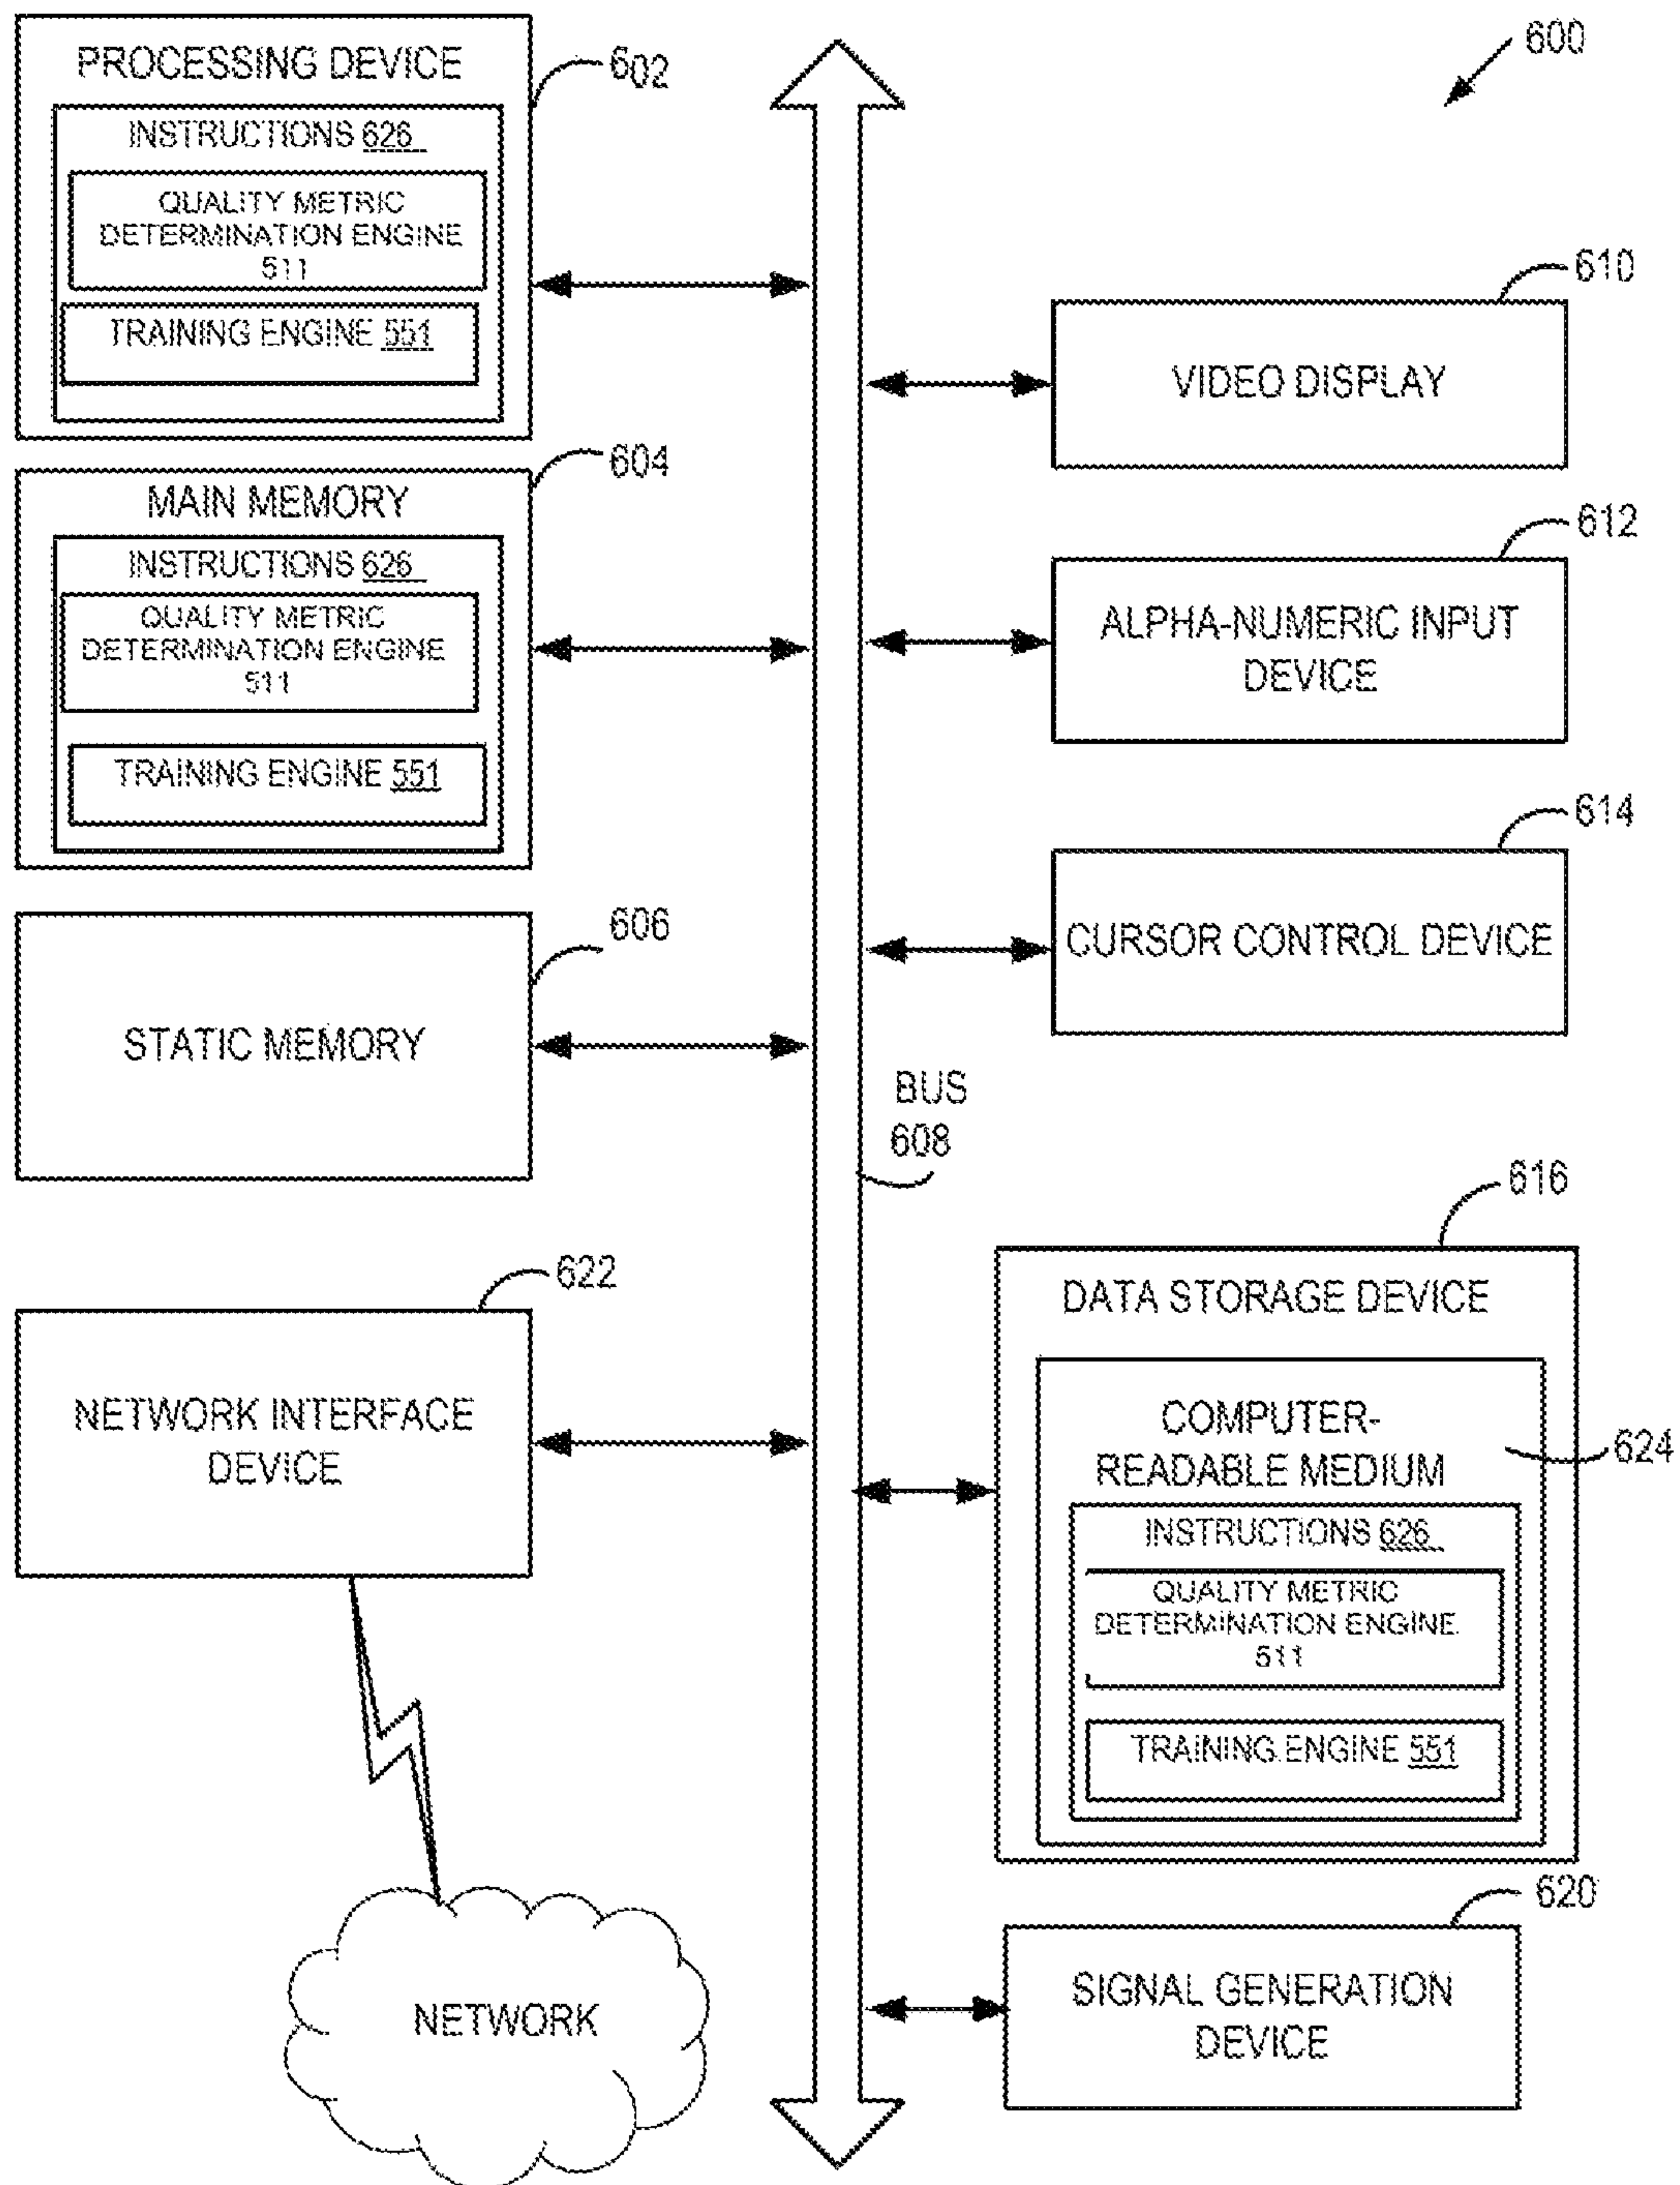 600
PROCESSING DEVICE
602
INSTRUCTIONS 626
QUALITY METRIC
DETERMINATION ENGINE
511
TRAINING ENGINE 551
MAIN MEMORY
604
INSTRUCTIONS 626
QUALITY METRIC
DETERMINATION ENGINE
511
TRAINING ENGINE 551
606
STATIC MEMORY
622
NETWORK INTERFACE
DEVICE
NETWORK
BUS
608
610
VIDEO DISPLAY
612
ALPHA-NUMERIC INPUT
DEVICE
614
CURSOR CONTROL DEVICE
616
DATA STORAGE DEVICE
COMPUTER-
READABLE MEDIUM
624
INSTRUCTIONS 626
QUALITY METRIC
DETERMINATION ENGINE
511
TRAINING ENGINE 551
620
SIGNAL GENERATION
DEVICE